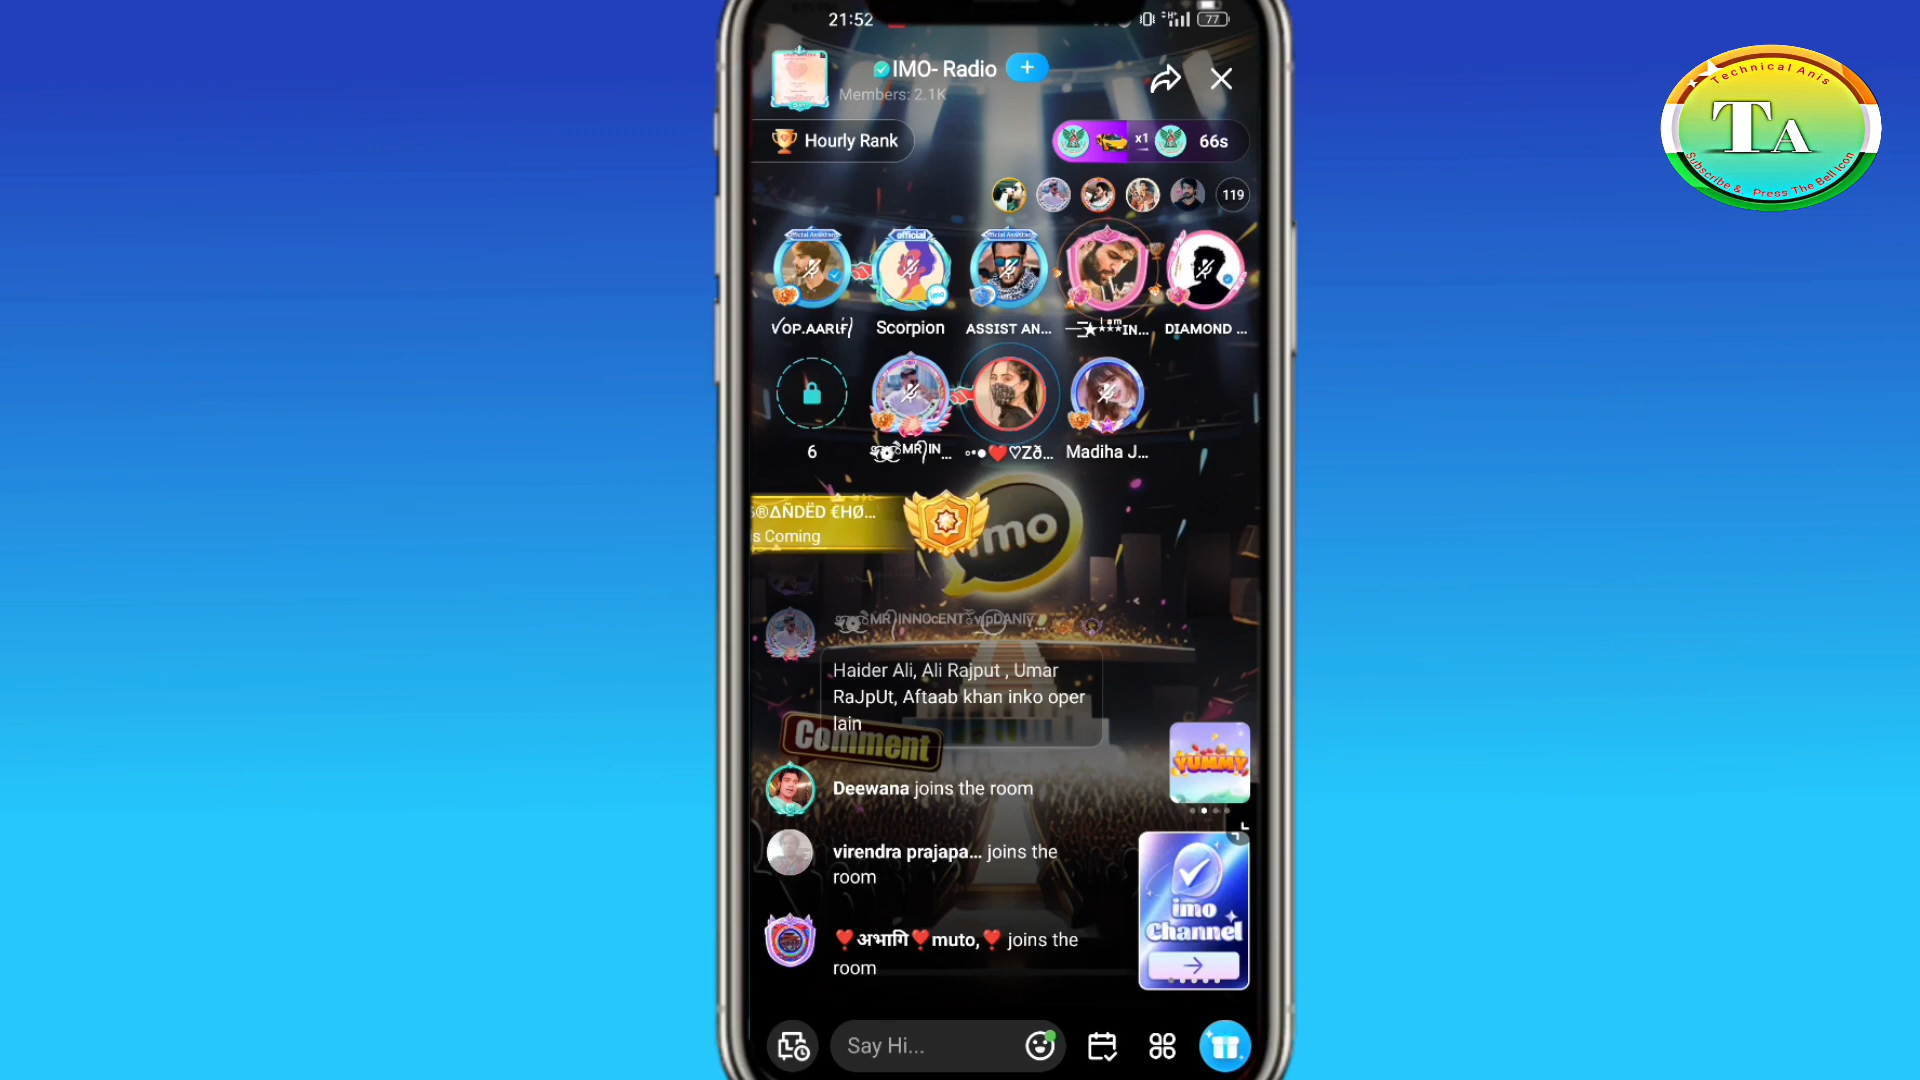 21:52
77
IMO- Radio
Members: 2.1K
Hourly Rank
x1
66s
119
official
Scorpion
ASSIST AN...
DIAMOND ...
6
Madiha J...
s Coming
imo
Haider Ali, Ali Rajput , Umar
RaJpUt, Aftaab khan inko oper
lain
Comment
YUMMY
Deewana joins the room
virendra prajapa... joins the
room
imo
Channel
❤️अभागि❤️muto,❤️ joins the
room
Say Hi...
Technical Anis
TA
Subscribe & Press The Bell Icon